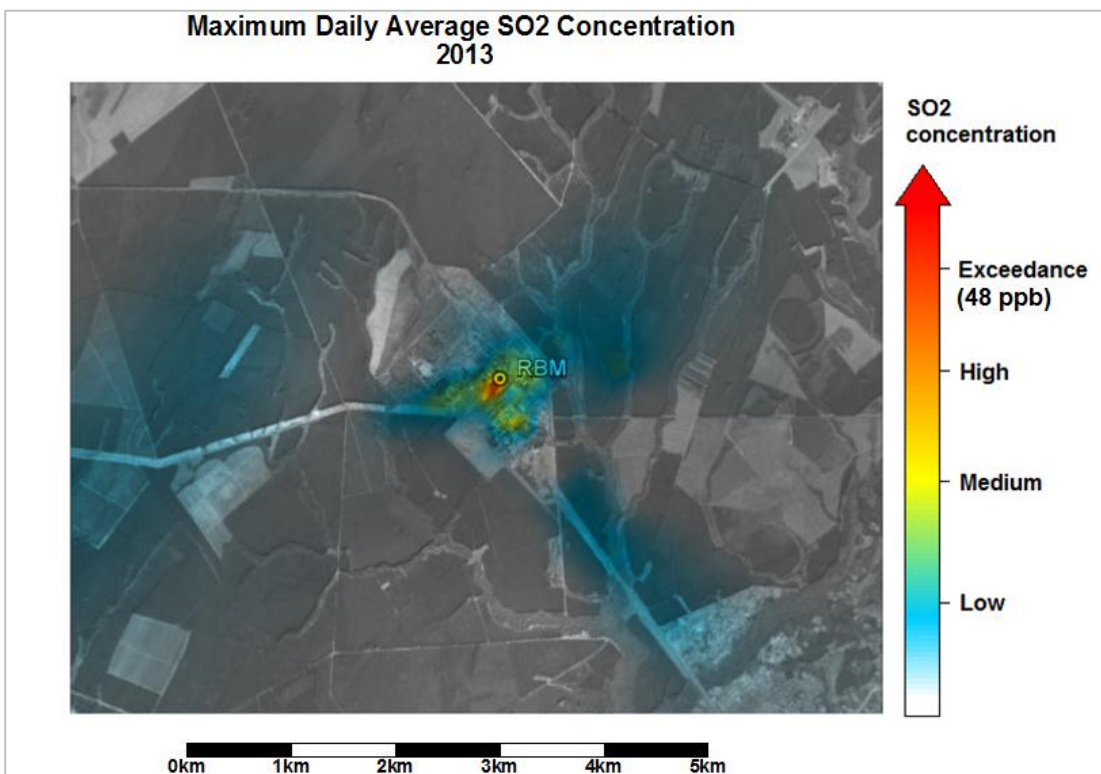 Maximum Daily Average SO2 Concentration
2013
SO2
concentration
Exceedance
(48 ppb)
RBM
High
Medium
Low
0km 1km 2km 3km 4km 5km